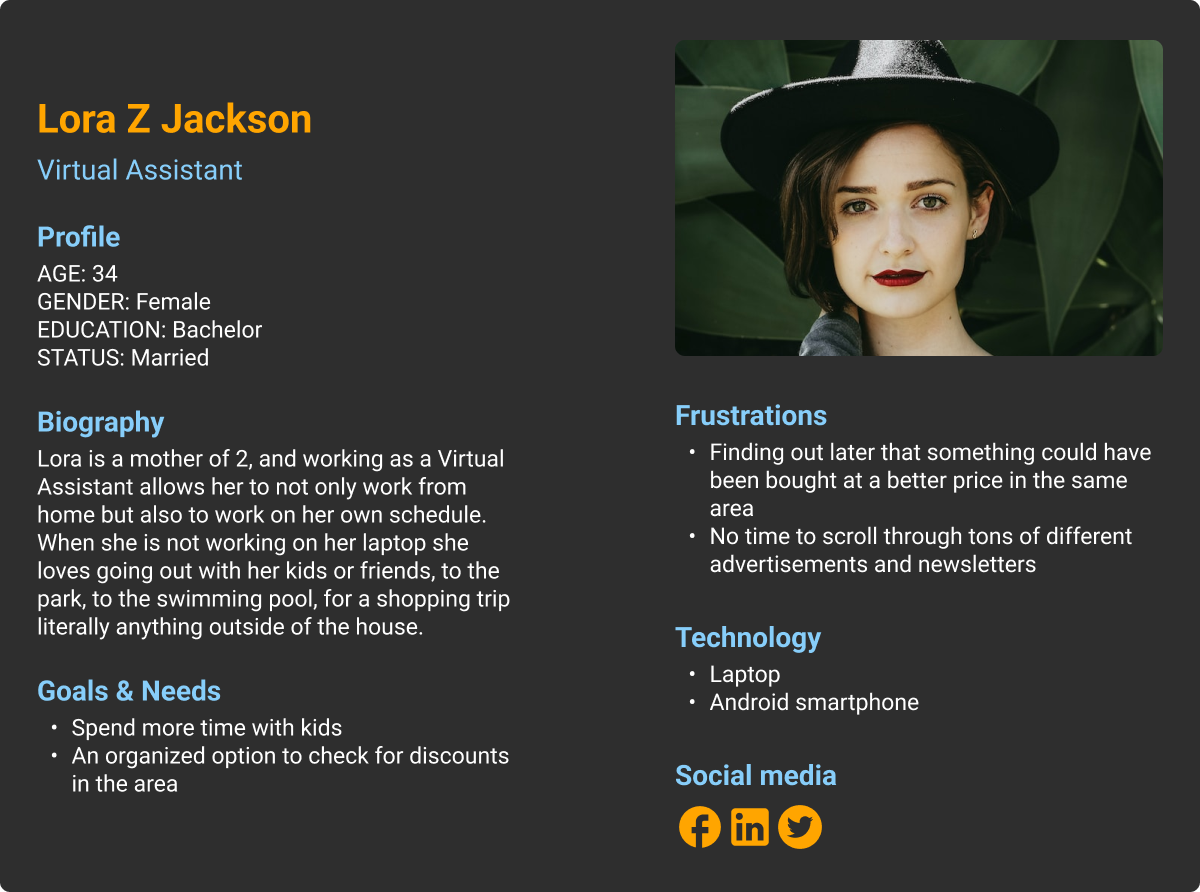 Lora Z Jackson
Virtual Assistant
Profile
AGE: 34
GENDER: Female
EDUCATION: Bachelor
STATUS: Married
Biography
Lora is a mother of 2, and working as a Virtual
Assistant allows her to not only work from
home but also to work on her own schedule.
When she is not working on her laptop she
loves going out with her kids or friends, to the
park, to the swimming pool, for a shopping trip
literally anything outside of the house.
Goals & Needs
• Spend more time with kids
• An organized option to check for discounts
in the area
Frustrations
• Finding out later that something could have
been bought at a better price in the same
area
• No time to scroll through tons of different
advertisements and newsletters
Technology
• Laptop
• Android smartphone
Social media